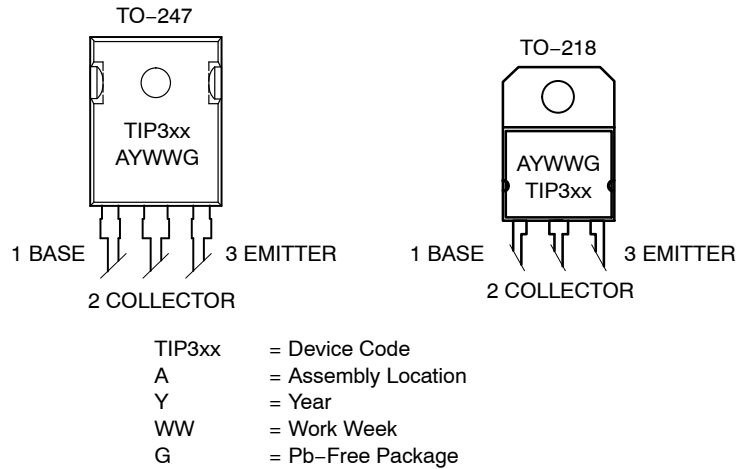 TO−247
TIP3xx
AYWWG
1 BASE
3 EMITTER
2 COLLECTOR
TO−218
AYWWG
TIP3xx
1 BASE
3 EMITTER
2 COLLECTOR
TIP3xx = Device Code
A = Assembly Location
Y = Year
WW = Work Week
G = Pb−Free Package